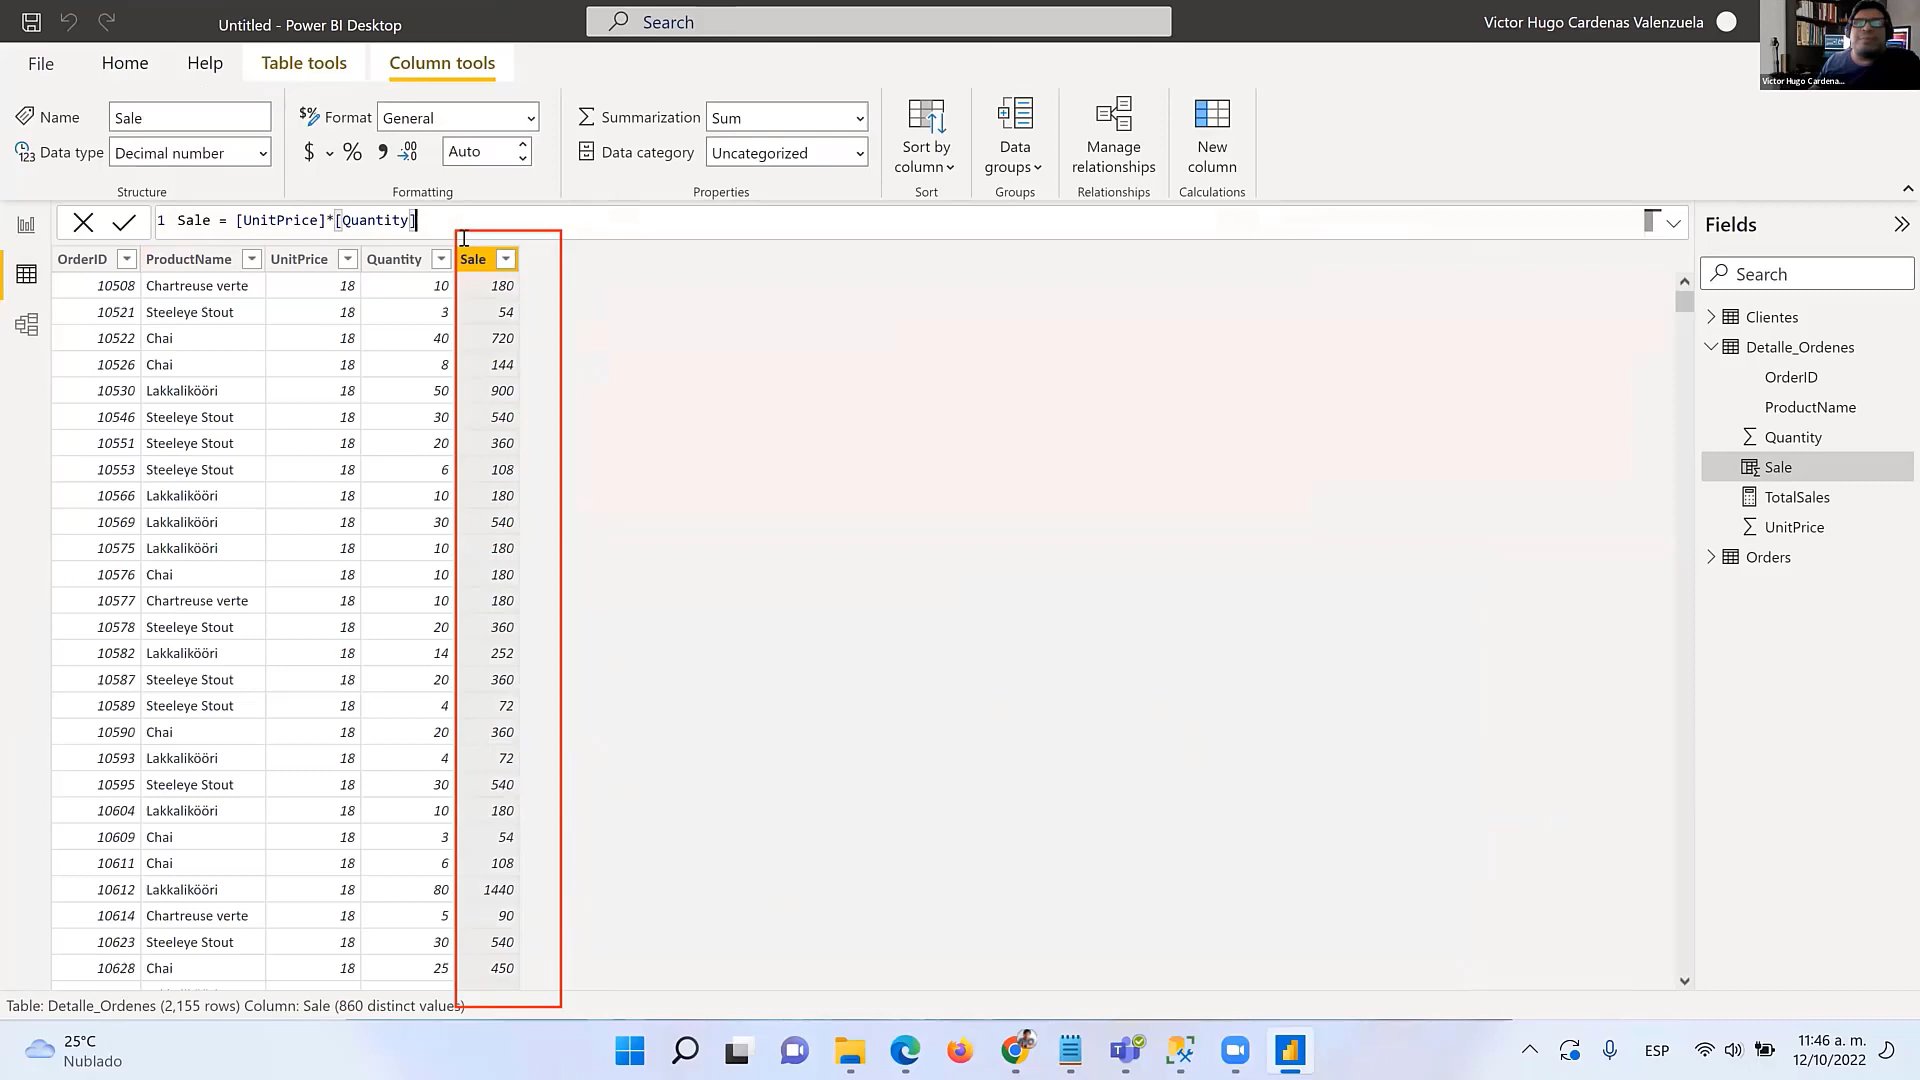 Untitled - Power BI Desktop
Search
Victor Hugo Cardenas Valenzuela
Victor Hugo Cardena...
File
Home
Help
Table tools
Column tools
Name
Sale
Data type
Decimal number
Structure
Format
General
$
%
Auto
Formatting
Summarization
Sum
Data category
Uncategorized
Properties
Sort by
column
Sort
Data
groups
Groups
Manage
relationships
Relationships
New
column
Calculations
1 Sale = [UnitPrice]*[Quantity]
OrderID ProductName UnitPrice Quantity Sale
10508 Chartreuse verte 18 10 180
10521 Steeleye Stout 18 3 54
10522 Chai 18 40 720
10526 Chai 18 8 144
10530 Lakkalikööri 18 50 900
10546 Steeleye Stout 18 30 540
10551 Steeleye Stout 18 20 360
10553 Steeleye Stout 18 6 108
10566 Lakkalikööri 18 10 180
10569 Lakkalikööri 18 30 540
10575 Lakkalikööri 18 10 180
10576 Chai 18 10 180
10577 Chartreuse verte 18 10 180
10578 Steeleye Stout 18 20 360
10582 Lakkalikööri 18 14 252
10587 Steeleye Stout 18 20 360
10589 Steeleye Stout 18 4 72
10590 Chai 18 20 360
10593 Lakkalikööri 18 4 72
10595 Steeleye Stout 18 30 540
10604 Lakkalikööri 18 10 180
10609 Chai 18 3 54
10611 Chai 18 6 108
10612 Lakkalikööri 18 80 1440
10614 Chartreuse verte 18 5 90
10623 Steeleye Stout 18 30 540
10628 Chai 18 25 450
Table: Detalle_Ordenes (2,155 rows) Column: Sale (860 distinct values)
Fields
Search
Clientes
Detalle_Ordenes
OrderID
ProductName
Quantity
Sale
TotalSales
UnitPrice
Orders
25°C
Nublado
ESP
11:46 a. m.
12/10/2022